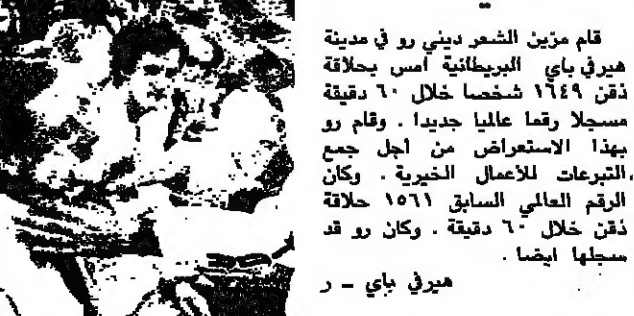 قام مزين الشعر ديني رو في مدينة
هيرفي باي البريطانية امس بحلاقة
ذقن ١٦٤٩ شخصا خلال ٦٠ دقيقة
مسجلا رقما عالميا جديدا . وقام رو
بهذا الاستعراض من اجل جمع
التبرعات للأعمال الخيرية . وكان
الرقم العالمي السابق ١٥٦١ حلاقة
ذقن خلال ٦٠ دقيقة . وكان رو قد
سجلها ايضا .
هيرفي باي - ر